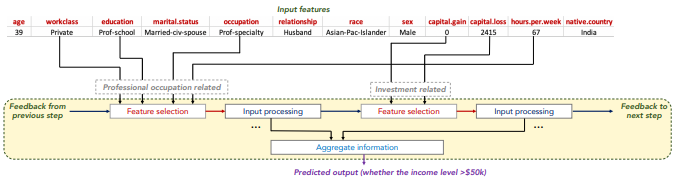 Input features
age workclass education marital.status occupation relationship race sex capital.gain capital.loss hours.per.week native.country
39 Private Prof-school Married-civ-spouse Prof-specialty Husband Asian-Pac-Islander Male 0 2415 67 India
Professional occupation related
Investment related
Feedback from
previous step
Feature selection
Input processing
Feature selection
Input processing
Feedback to
next step
...
...
Aggregate information
Predicted output (whether the income level >$50k)